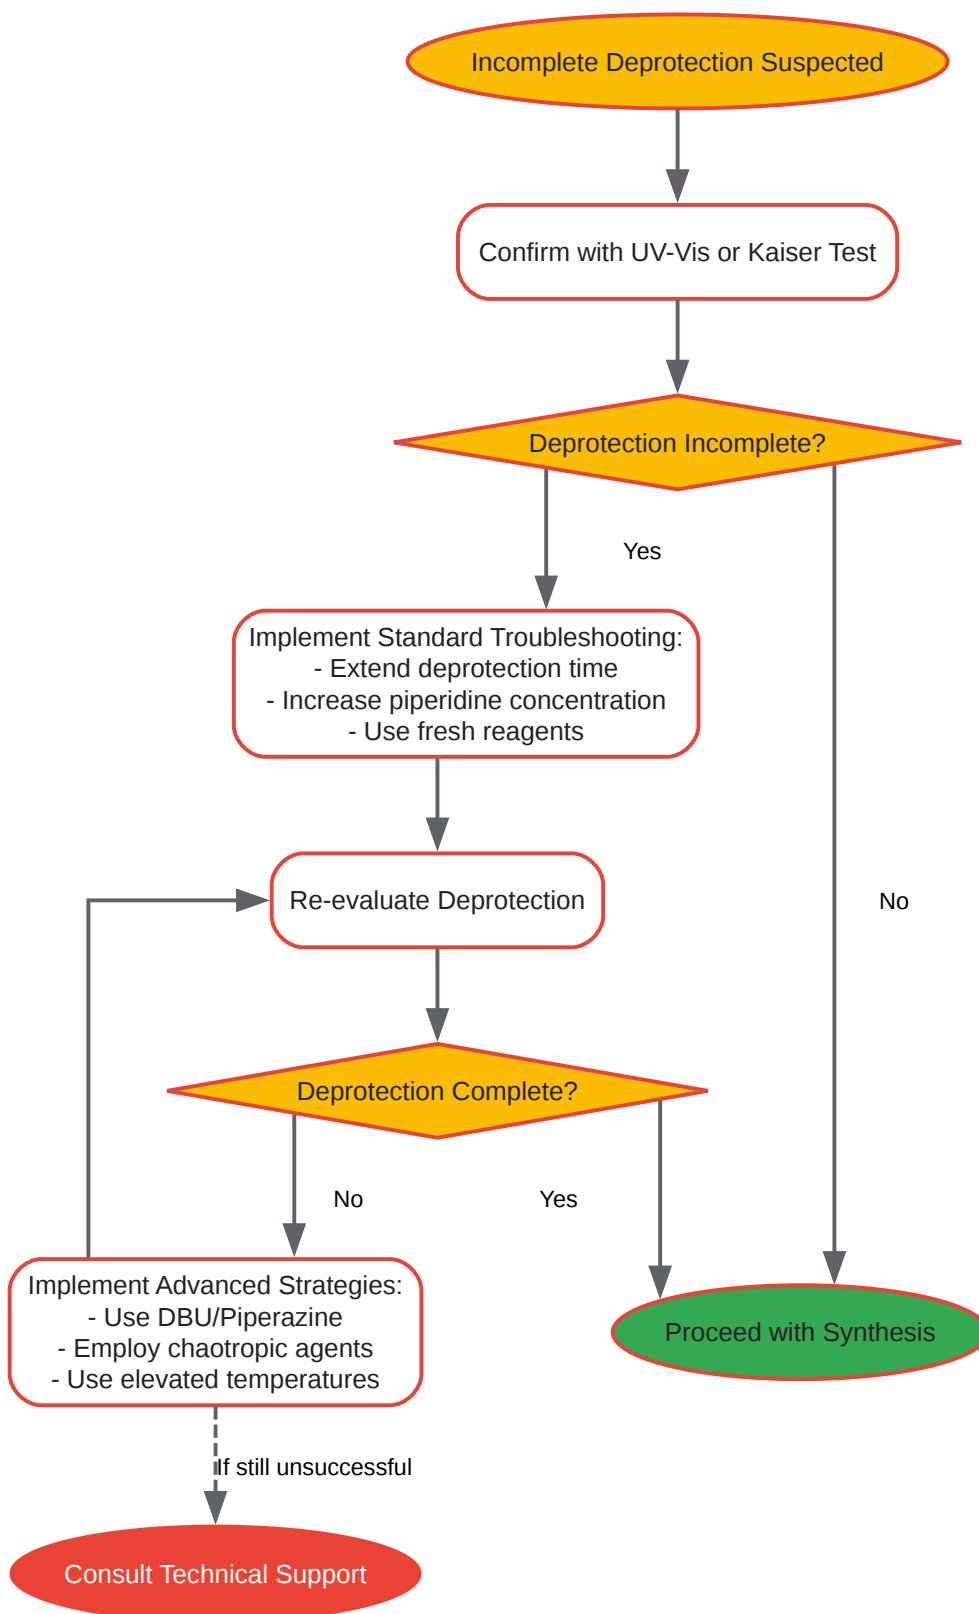 Incomplete Deprotection Suspected
Confirm with UV-Vis or Kaiser Test
Deprotection Incomplete?
Yes
Implement Standard Troubleshooting:
- Extend deprotection time
- Increase piperidine concentration
- Use fresh reagents
Re-evaluate Deprotection
No
Deprotection Complete?
No
Yes
Implement Advanced Strategies:
- Use DBU/Piperazine
- Employ chaotropic agents
- Use elevated temperatures
Proceed with Synthesis
If still unsuccessful
Consult Technical Support